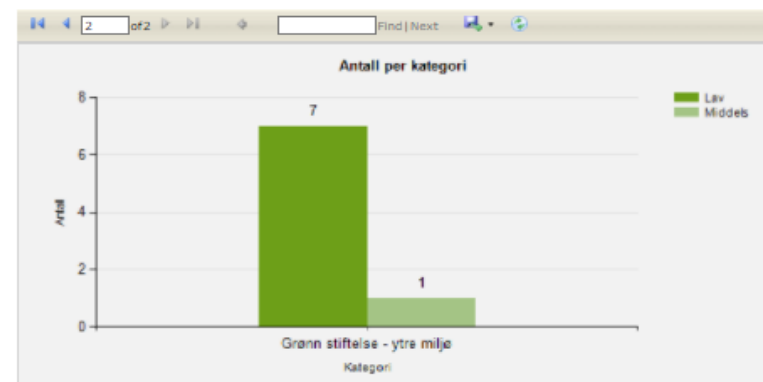 2 of 2 Find | Next
Antall per kategori
Lav
Middels
8
7
6
Antall
4
2
1
0
Grønn stiftelse - ytre miljø
Kategori